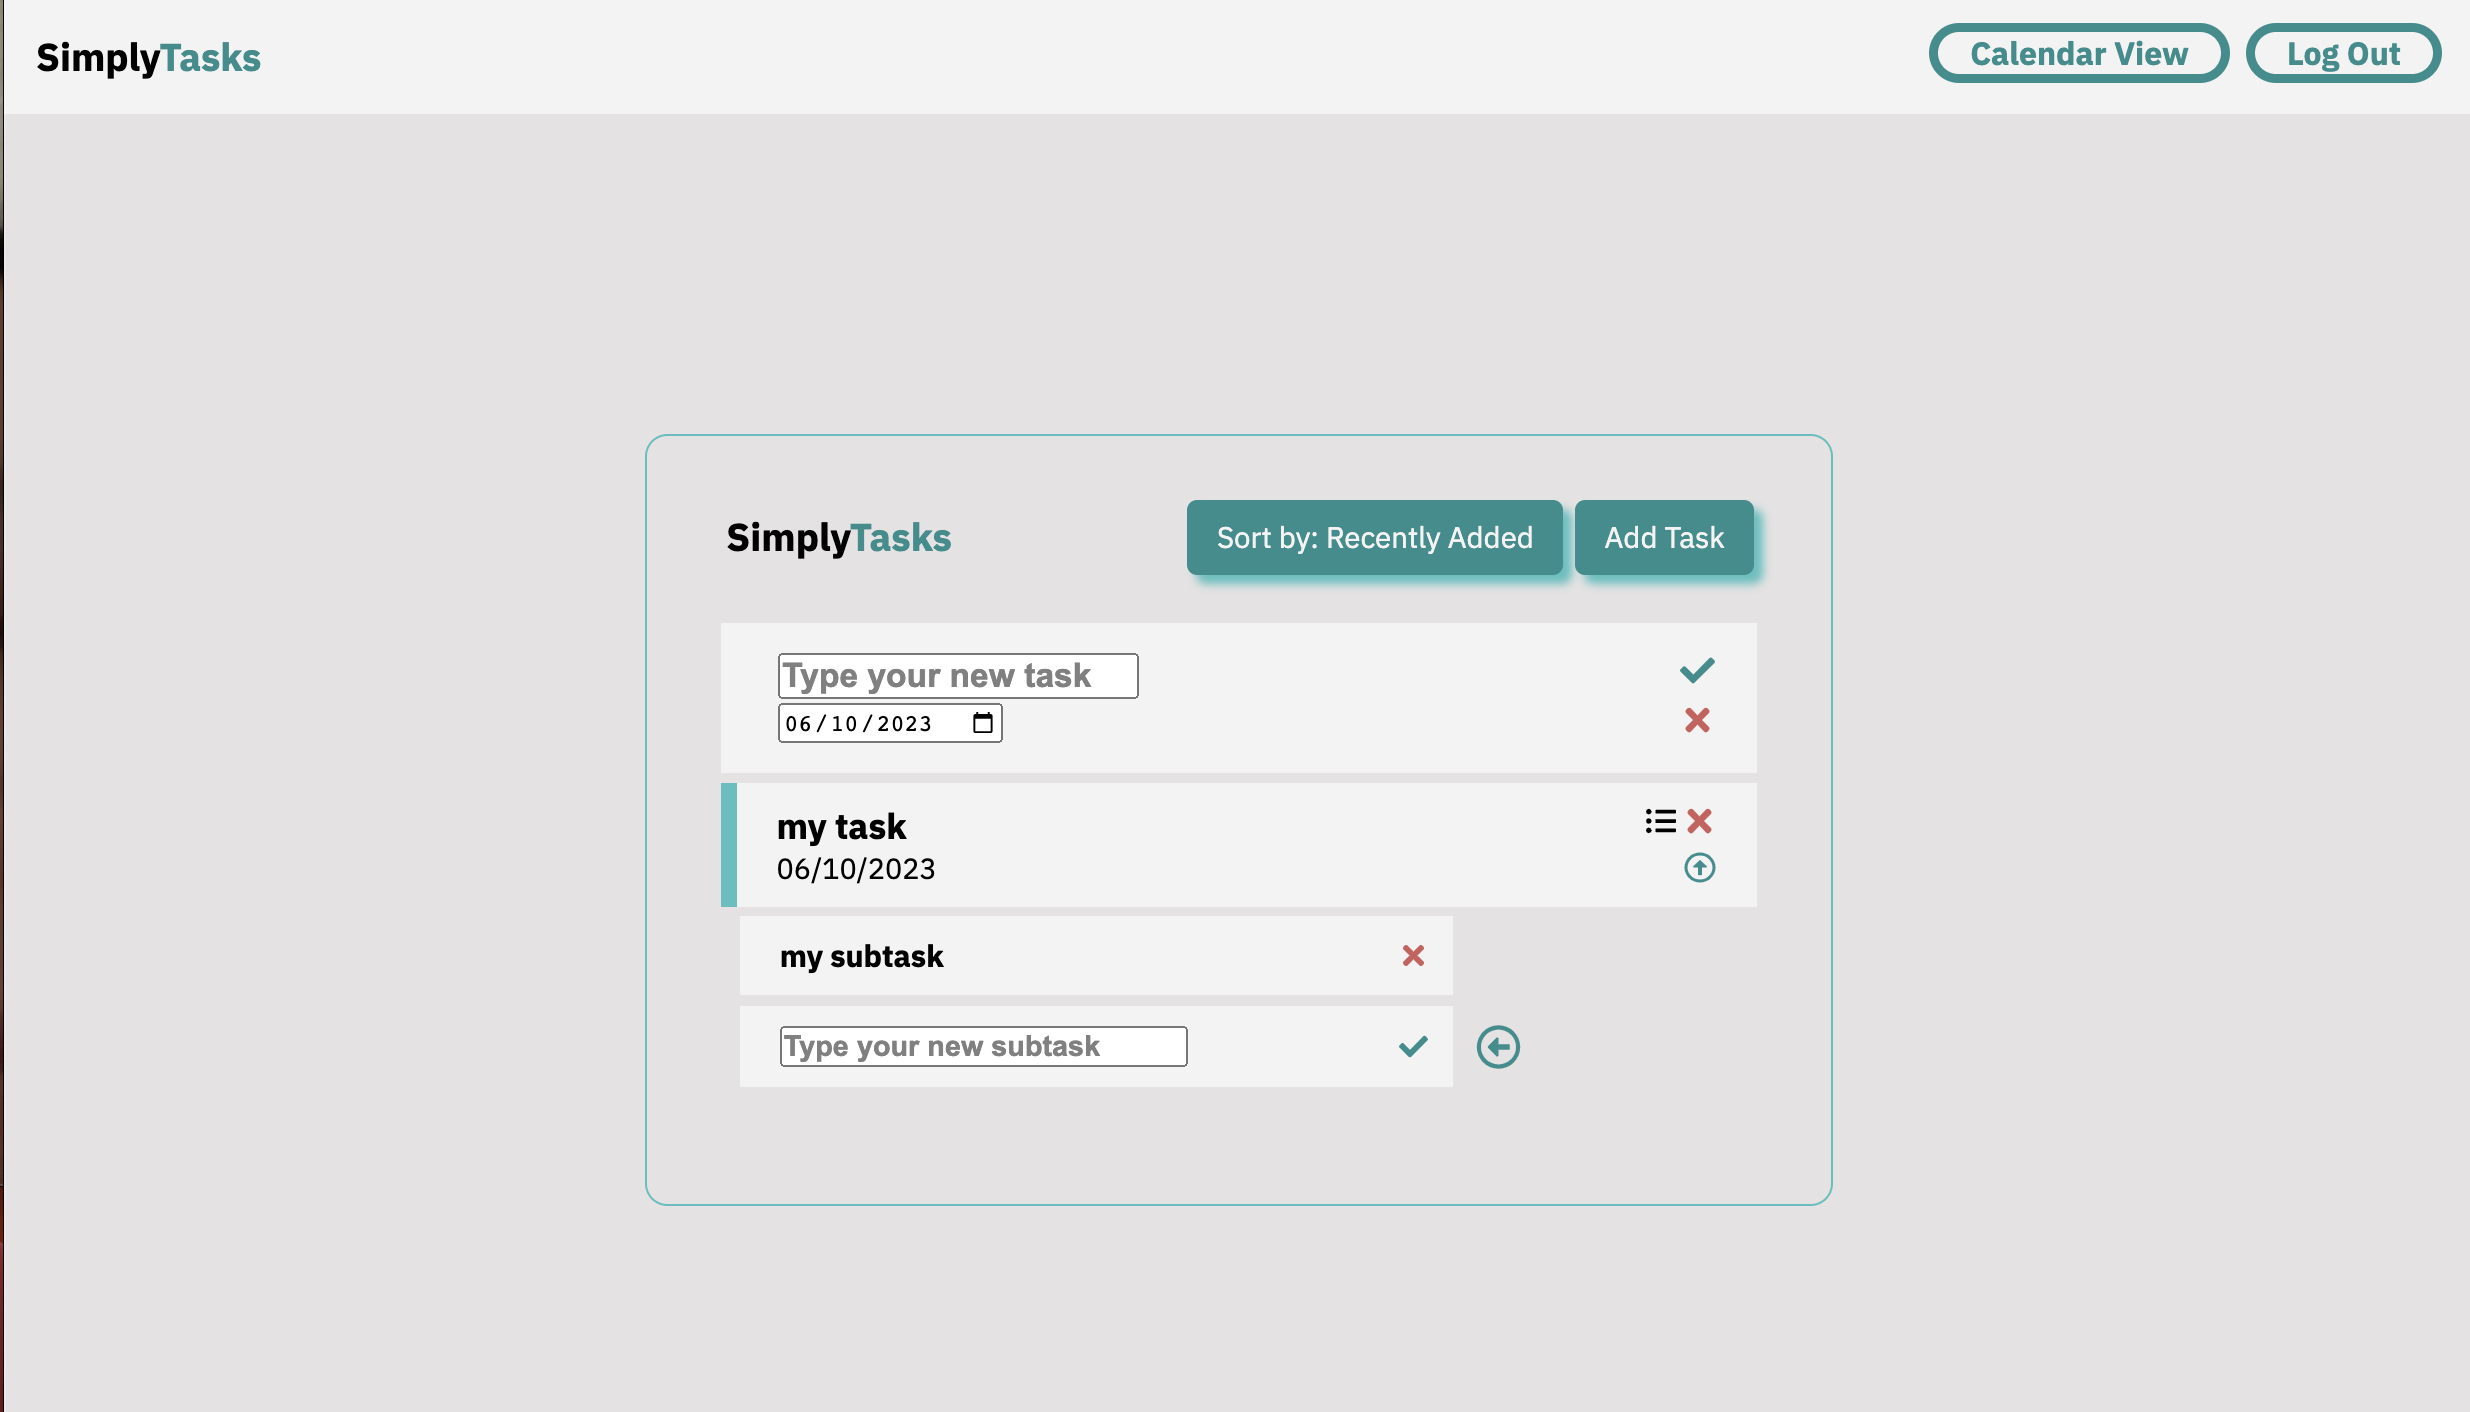 SimplyTasks
Calendar View
Log Out
SimplyTasks
Sort by: Recently Added
Add Task
Type your new task
06/10/2023
my task
06/10/2023
my subtask
Type your new subtask